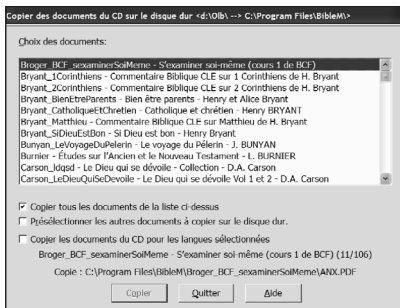 Copier des documents du CD sur le disque dur <d:\Olb\ --> C:\Program Files\BibleM\>
Choix des documents:
Broger_BCF_sexaminerSoiMeme - S'examiner soi-même (cours 1 de BCF)
Bryant_1Corinthiens - Commentaire Biblique CLE sur 1 Corinthiens de H. Bryant
Bryant_2Corinthiens - Commentaire Biblique CLE sur 2 Corinthiens de H. Bryant
Bryant_BienEtreParents - Bien être parents - Henry et Alice Bryant
Bryant_CatholiqueEtChretien - Catholique et chrétien - Henry BRYANT
Bryant_Matthieu - Commentaire Biblique CLE sur Matthieu de H. Bryant
Bryant_SiDieuEstBon - Si Dieu est bon - Henry Bryant
Bunyan_LeVoyageDuPelerin - Le voyage du Pélerin - J. BUNYAN
Burnier - Études sur l'Ancien et le Nouveau Testament - L. BURNIER
Carson_ldqsd - Le Dieu qui se dévoile - Collection - D.A. Carson
Carson_LeDieuQuiSeDevoile - Le Dieu qui se dévoile Vol 1 et 2 - D.A. Carson
Copier tous les documents de la liste ci-dessus
Présélectionner les autres documents à copier sur le disque dur.
Copier les documents du CD pour les langues sélectionnées
Broger_BCF_sexaminerSoiMeme - S'examiner soi-même (cours 1 de BCF) (11/106)
Copie : C:\Program Files\BibleM\Broger_BCF_sexaminerSoiMeme\ANX.PDF
Copier Quitter Aide